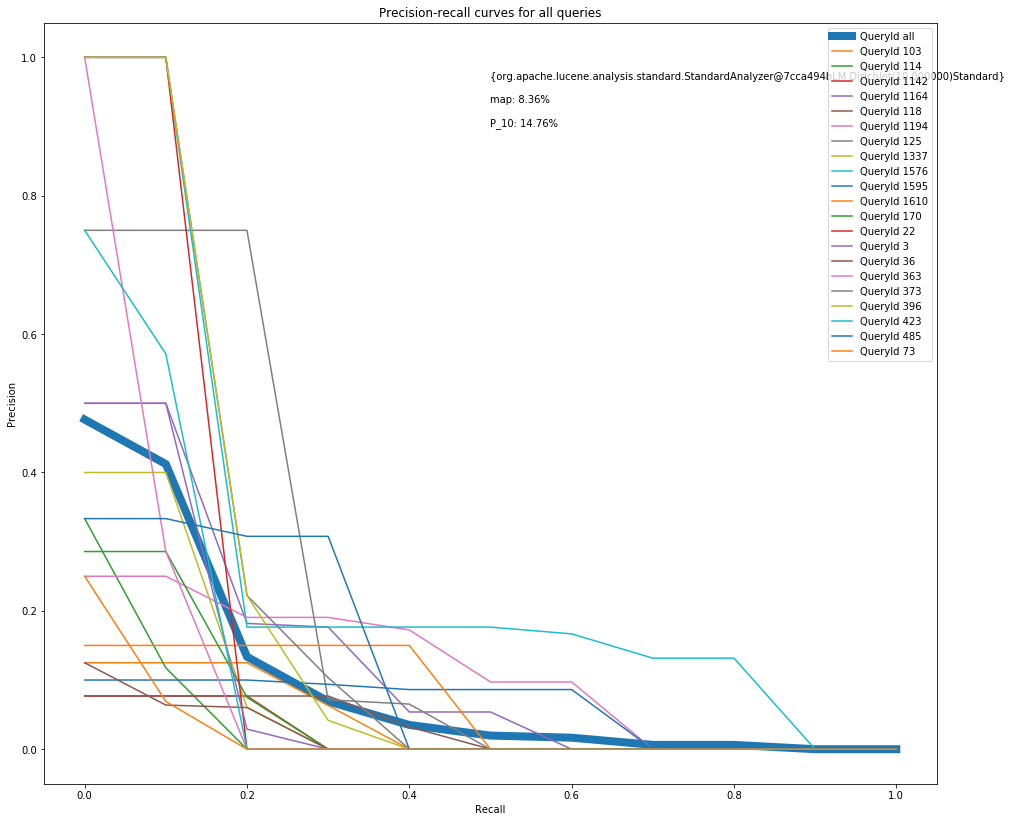 Precision-recall curves for all queries
1.0
0.8
0.6
0.4
0.2
0.0
Precision
0.0
0.2
0.4
0.6
0.8
1.0
Recall
{org.apache.lucene.analysis.standard.StandardAnalyzer@7cca494b 000)Standard}
map: 8.36%
P_10: 14.76%
QueryId all
QueryId 103
QueryId 114
QueryId 1142
QueryId 1164
QueryId 118
QueryId 1194
QueryId 125
QueryId 1337
QueryId 1576
QueryId 1595
QueryId 1610
QueryId 170
QueryId 22
QueryId 3
QueryId 36
QueryId 363
QueryId 373
QueryId 396
QueryId 423
QueryId 485
QueryId 73